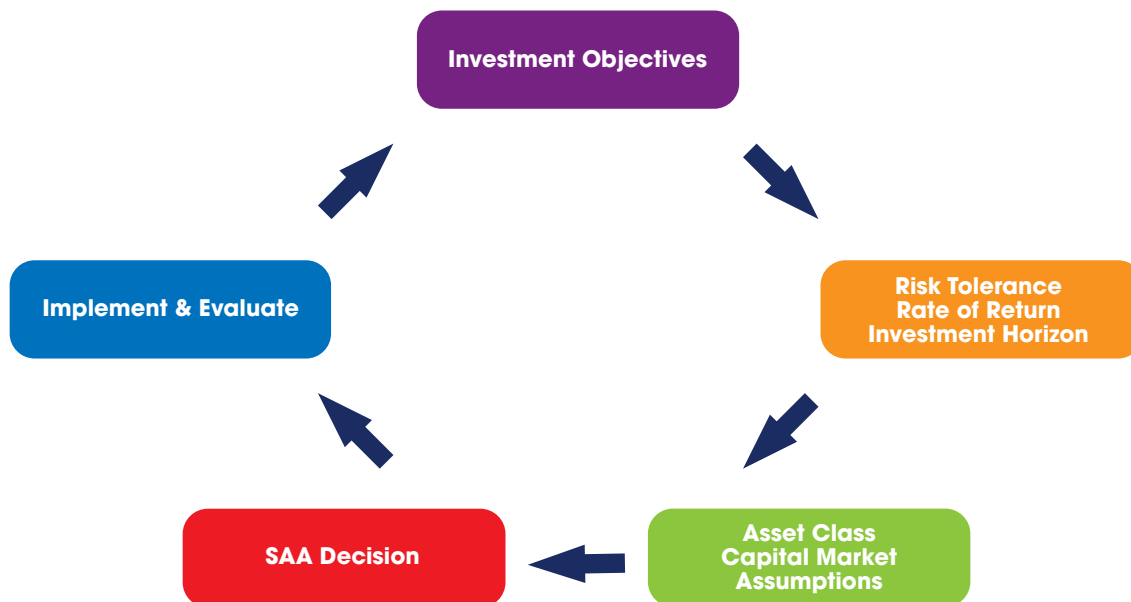 Investment Objectives
Risk Tolerance
Rate of Return
Investment Horizon
Asset Class
Capital Market
Assumptions
SAA Decision
Implement & Evaluate